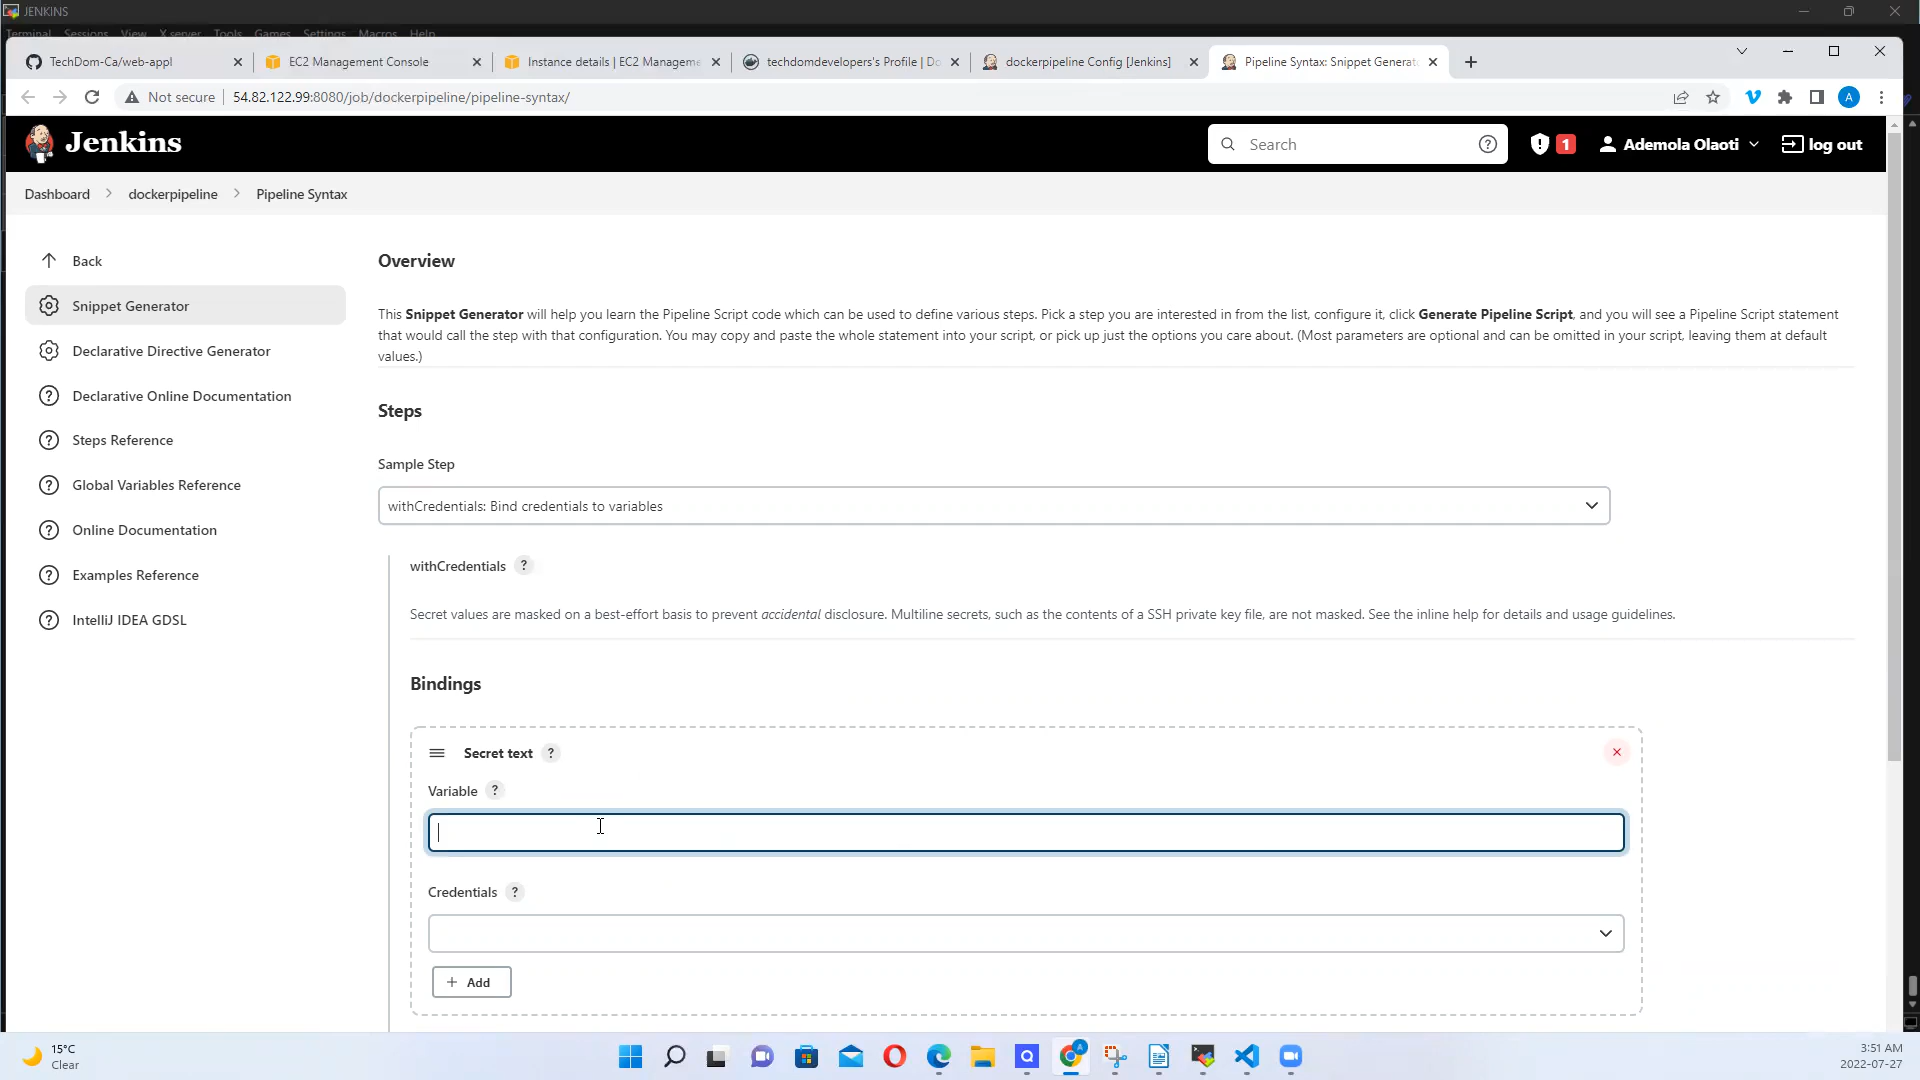 JENKINS
Terminal Sessions View X server Tools Games Settings Macros Help
TechDom-Ca/web-appl
EC2 Management Console
Instance details | EC2 Manageme
techdomdevelopers's Profile | Do
dockerpipeline Config [Jenkins]
Pipeline Syntax: Snippet Generat
Not secure 54.82.122.99:8080/job/dockerpipeline/pipeline-syntax/
A
Jenkins
Search
1
Ademola Olaoti
log out
Dashboard
dockerpipeline
Pipeline Syntax
Back
Snippet Generator
Declarative Directive Generator
Declarative Online Documentation
Steps Reference
Global Variables Reference
Online Documentation
Examples Reference
IntelliJ IDEA GDSL
Overview
This Snippet Generator will help you learn the Pipeline Script code which can be used to define various steps. Pick a step you are interested in from the list, configure it, click Generate Pipeline Script, and you will see a Pipeline Script statement
that would call the step with that configuration. You may copy and paste the whole statement into your script, or pick up just the options you care about. (Most parameters are optional and can be omitted in your script, leaving them at default
values.)
Steps
Sample Step
withCredentials: Bind credentials to variables
withCredentials ?
Secret values are masked on a best-effort basis to prevent accidental disclosure. Multiline secrets, such as the contents of a SSH private key file, are not masked. See the inline help for details and usage guidelines.
Bindings
Secret text ?
Variable ?
Credentials ?
+ Add
15°C
Clear
3:51 AM
2022-07-27